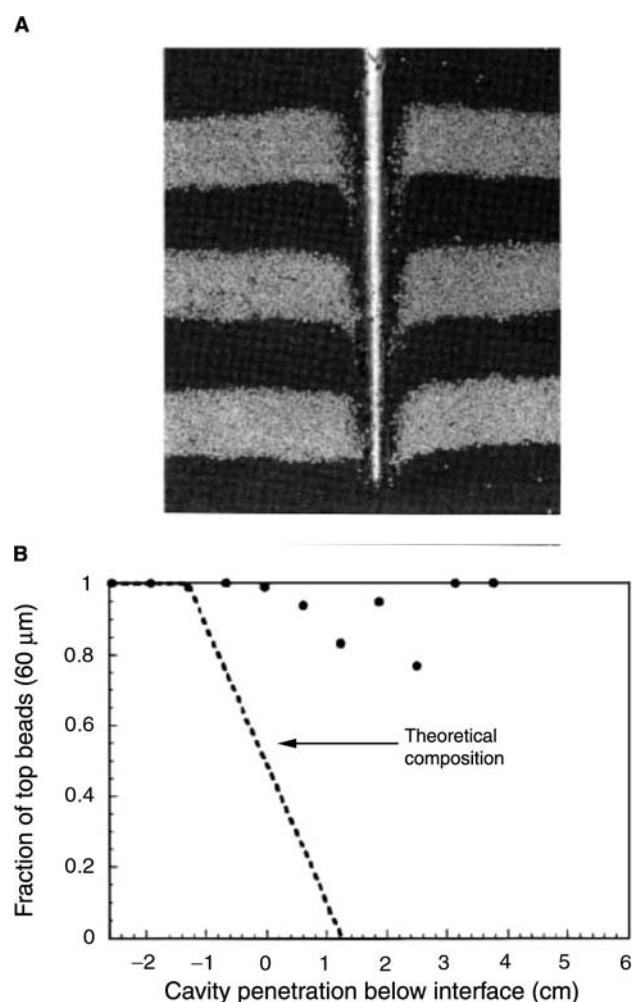 A
B
Fraction of top beads (60 μm)
1
0.8
0.6
0.4
0.2
0
Theoretical
composition
−2 −1 0 1 2 3 4 5 6
Cavity penetration below interface (cm)